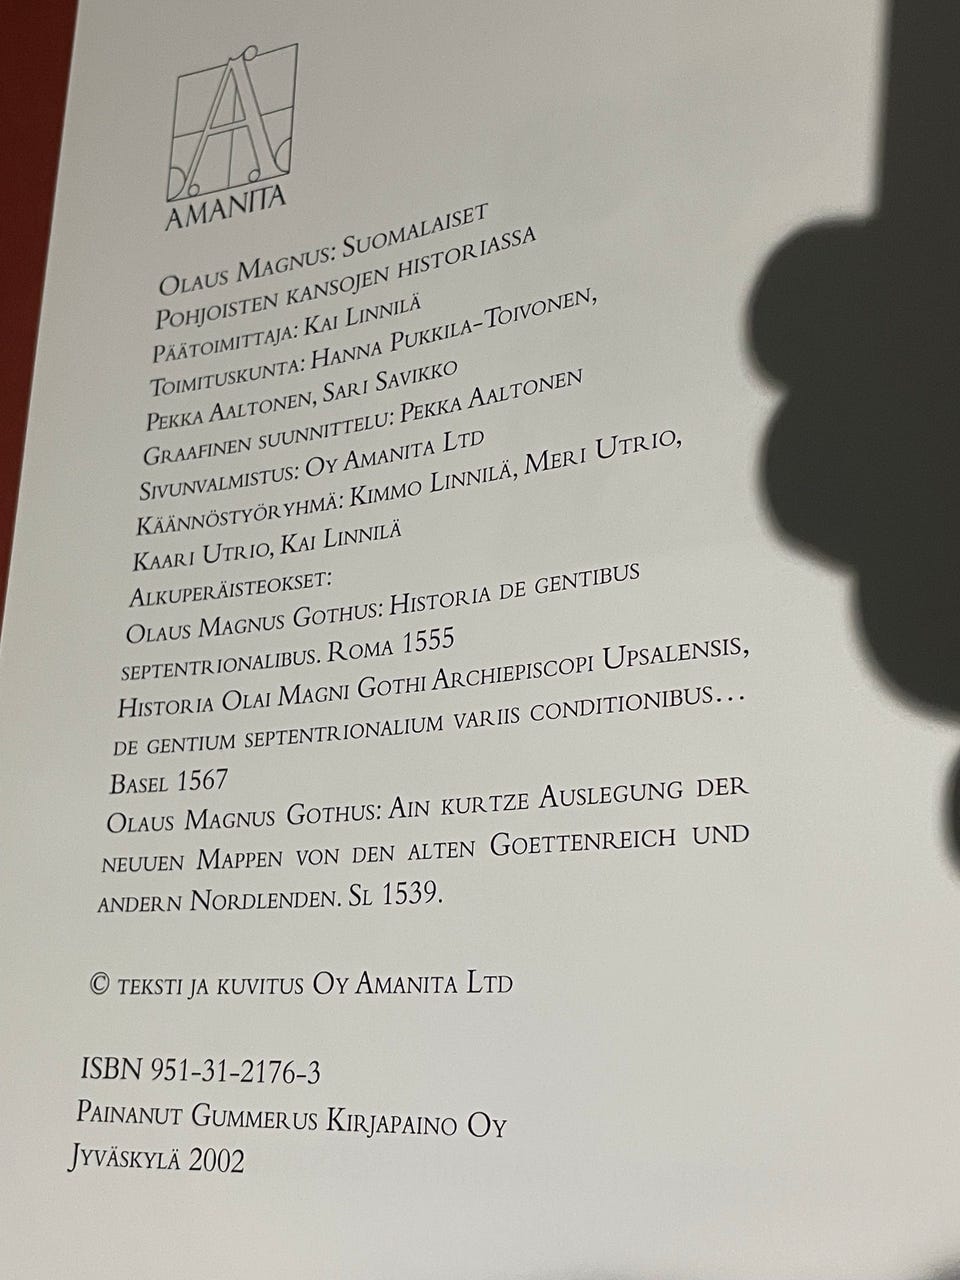 AMANITA
OLAUS MAGNUS: SUOMALAISET
POHJOISTEN KANSOJEN HISTORIASSA
PÄÄTOIMITTAJA: KAI LINNILÄ
TOIMITUSKUNTA: HANNA PUKKILA-TOIVONEN,
PEKKA AALTONEN, SARI SAVIKKO
GRAAFINEN SUUNNITTELU: PEKKA AALTONEN
SIVUNVALMISTUS: OY AMANITA LTD
KÄÄNNÖSTYÖRYHMÄ: KIMMO LINNILÄ, MERI UTRIO,
KAARI UTRIO, KAI LINNILÄ
ALKUPERÄISTEOKSET:
OLAUS MAGNUS GOTHUS: HISTORIA DE GENTIBUS
SEPTENTRIONALIBUS. ROMA 1555
HISTORIA OLAI MAGNI GOTHI ARCHIEPISCOPI UPSALENSIS,
DE GENTIUM SEPTENTRIONALIUM VARIIS CONDITIONIBUS...
BASEL 1567
OLAUS MAGNUS GOTHUS: AIN KURTZE AUSLEGUNG DER
NEUUEN MAPPEN VON DEN ALTEN GOETTENREICH UND
ANDERN NORDLENDEN. SL 1539.
© TEKSTI JA KUVITUS OY AMANITA LTD
ISBN 951-31-2176-3
PAINANUT GUMMERUS KIRJAPAINO OY
JYVÄSKYLÄ 2002